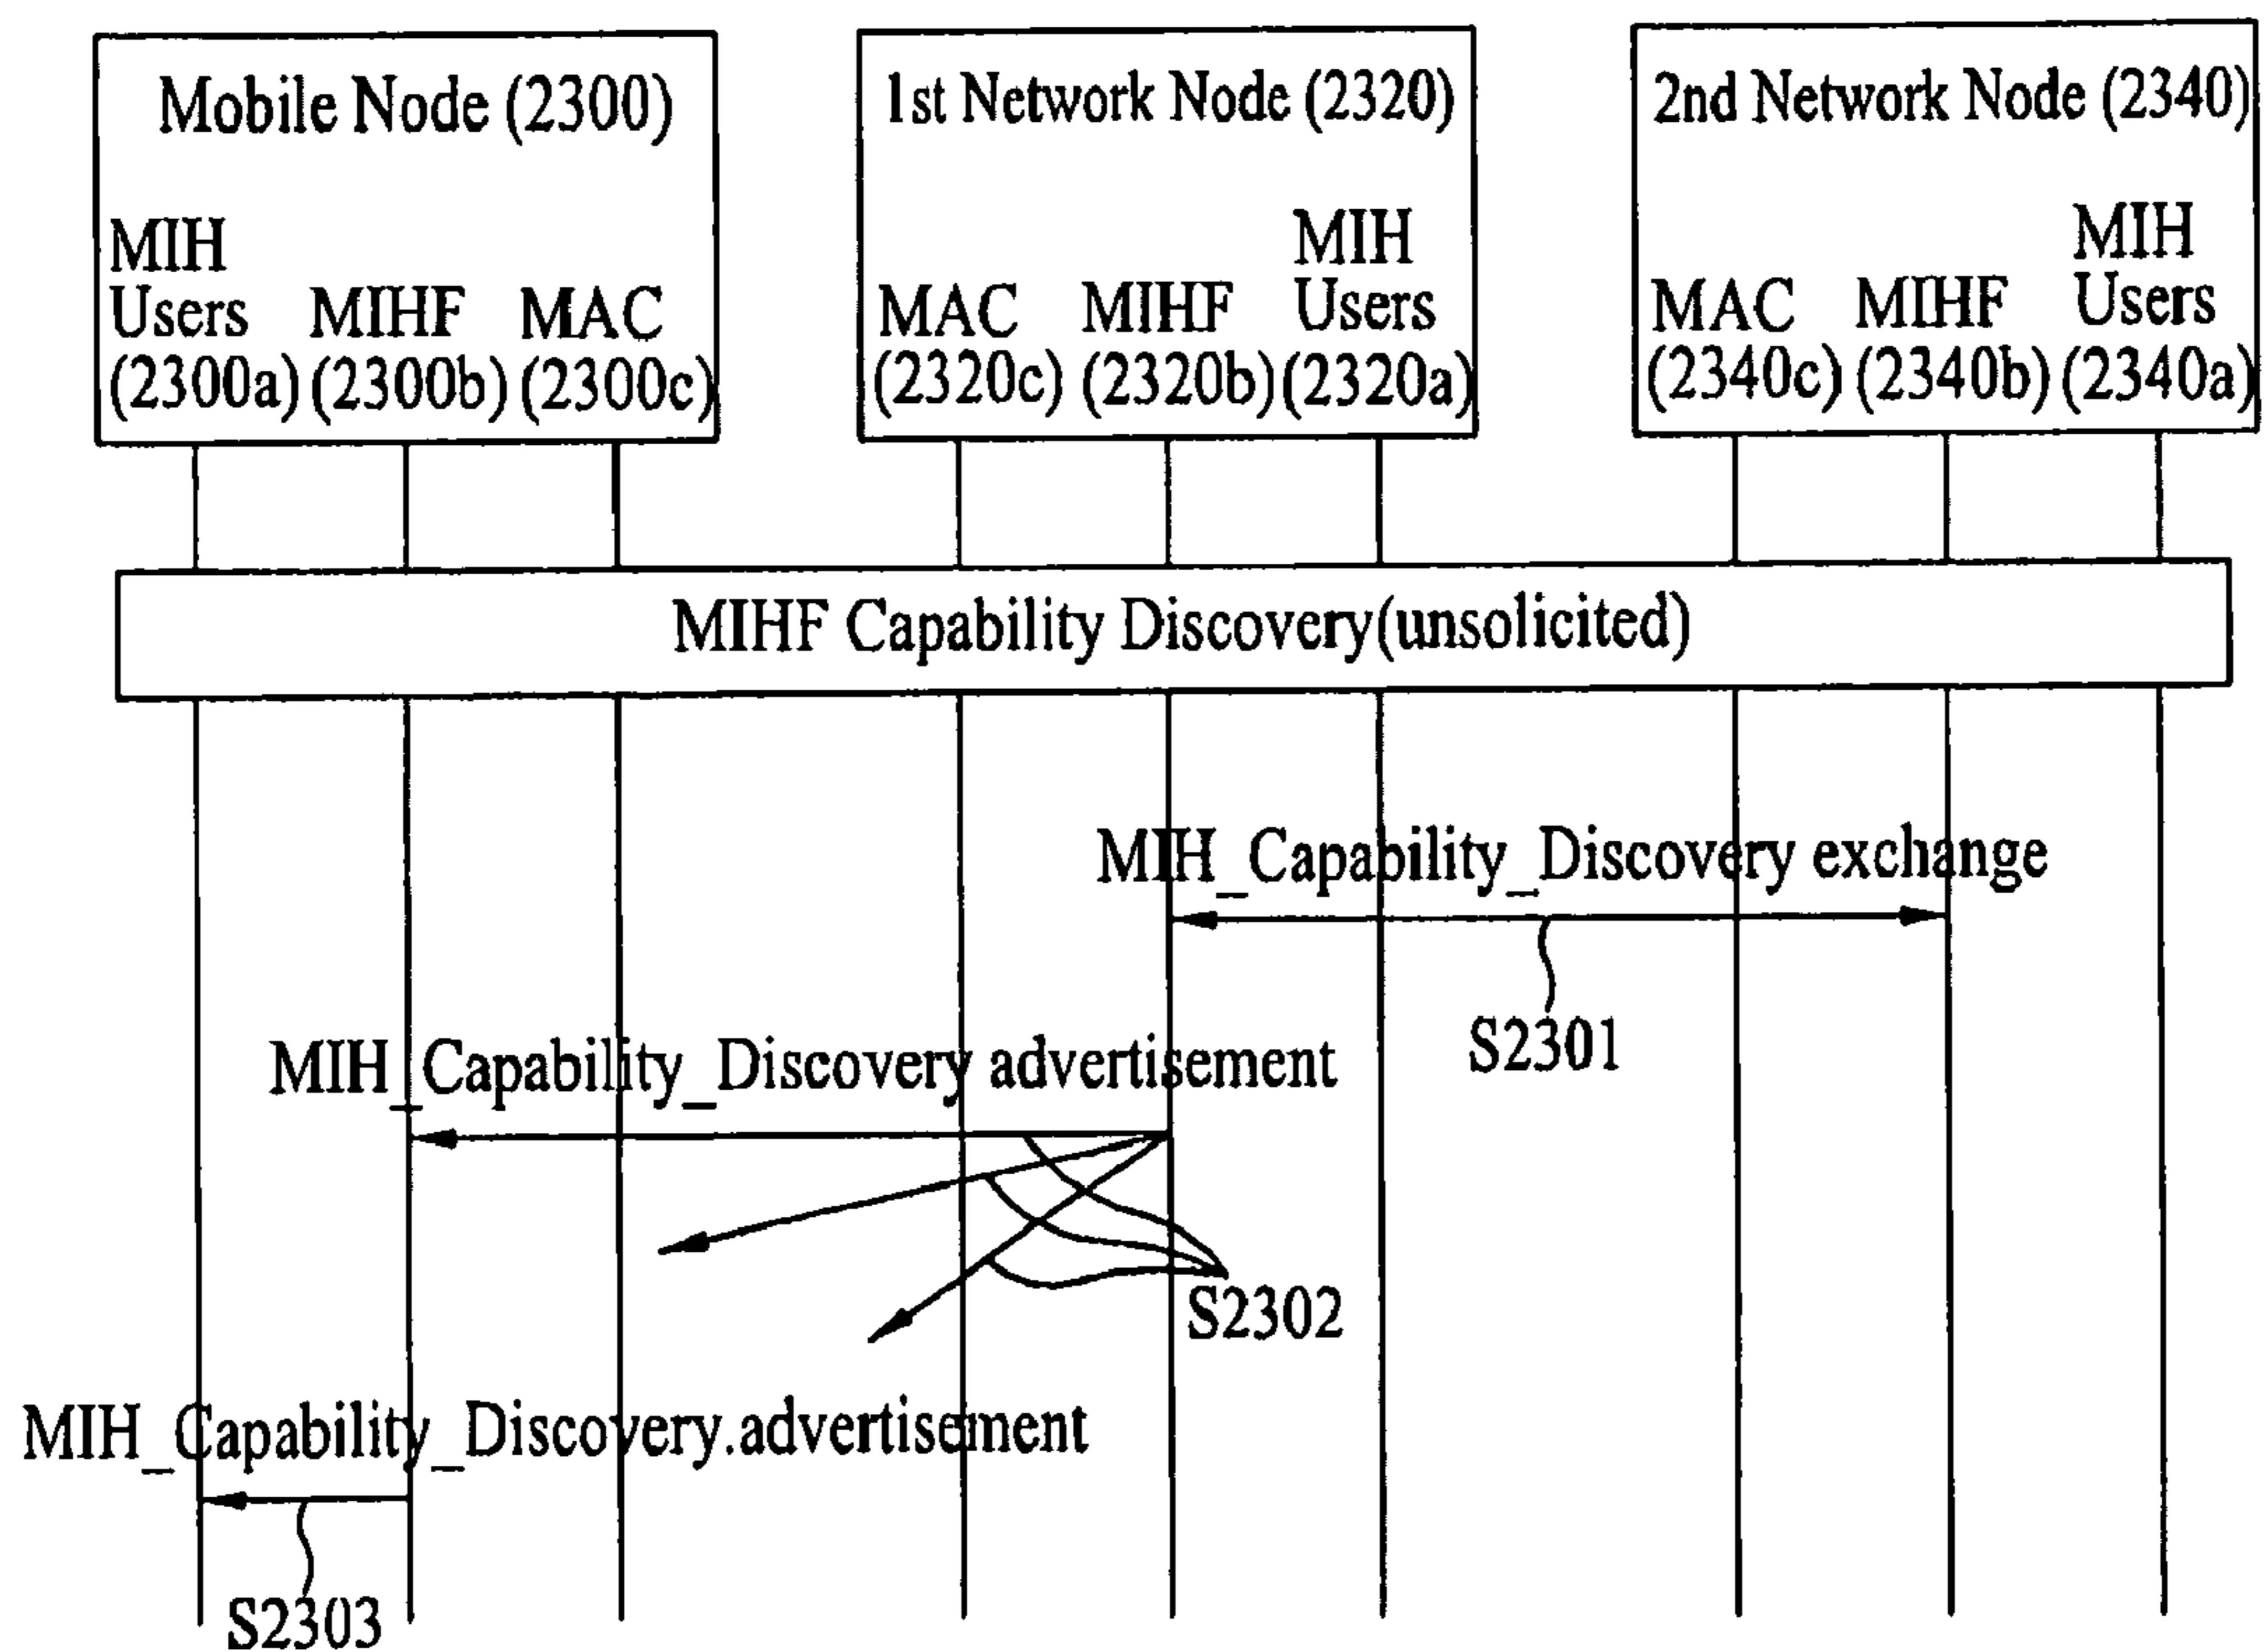 Mobile Node (2300)
MIH
Users MIHF MAC
(2300a) (2300b) (2300c)
1st Network Node (2320)
MIH
MAC MIHF Users
(2320c) (2320b) (2320a)
2nd Network Node (2340)
MIH
MAC MIHF Users
(2340c) (2340b) (2340a)
MIHF Capability Discovery(unsolicited)
MIH_Capability_Discovery exchange
S2301
MIH_Capability_Discovery advertisement
S2302
MIH_Capability_Discovery.advertisement
S2303